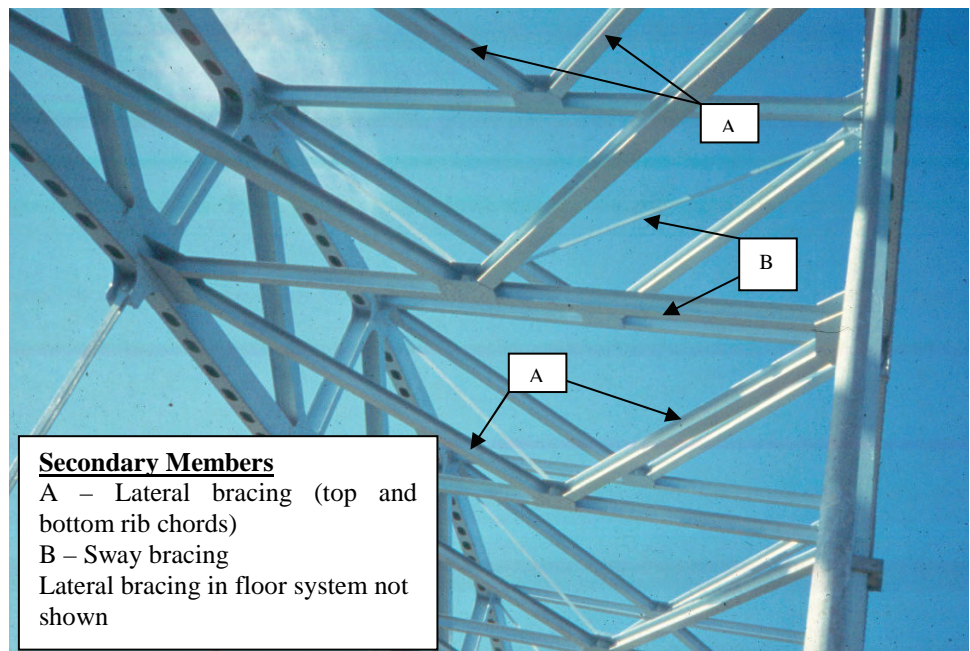 A
B
A
Secondary Members
A – Lateral bracing (top and
bottom rib chords)
B – Sway bracing
Lateral bracing in floor system not
shown